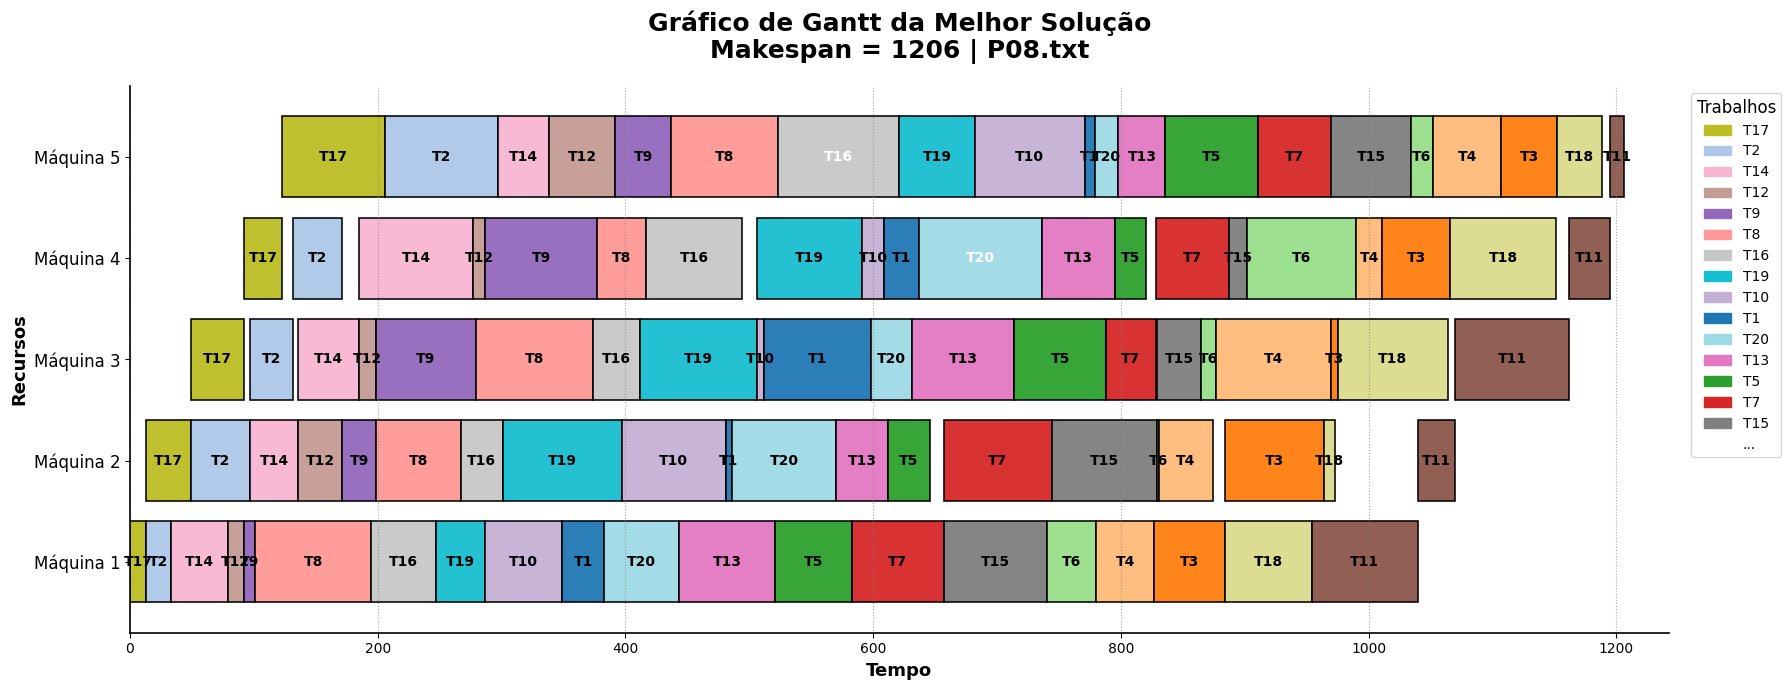 Gráfico de Gantt da Melhor Solução
Makespan = 1206 | P08.txt
Recursos
Máquina 5
T17 T2 T14 T12 T9 T8 T16 T19 T10 T1 T20 T13 T5 T7 T15 T6 T4 T3 T18 T11
Máquina 4
T17 T2 T14 T12 T9 T8 T16 T19 T10 T1 T20 T13 T5 T7 T15 T6 T4 T3 T18 T11
Máquina 3
T17 T2 T14 T12 T9 T8 T16 T19 T10 T1 T20 T13 T5 T7 T15 T6 T4 T3 T18 T11
Máquina 2
T17 T2 T14 T12 T9 T8 T16 T19 T10 T1 T20 T13 T5 T7 T15 T6 T4 T3 T18 T11
Máquina 1
T17 T2 T14 T12 T9 T8 T16 T19 T10 T1 T20 T13 T5 T7 T15 T6 T4 T3 T18 T11
0 200 400 600 800 1000 1200
Tempo
Trabalhos
T17
T2
T14
T12
T9
T8
T16
T19
T10
T1
T20
T13
T5
T7
T15
...